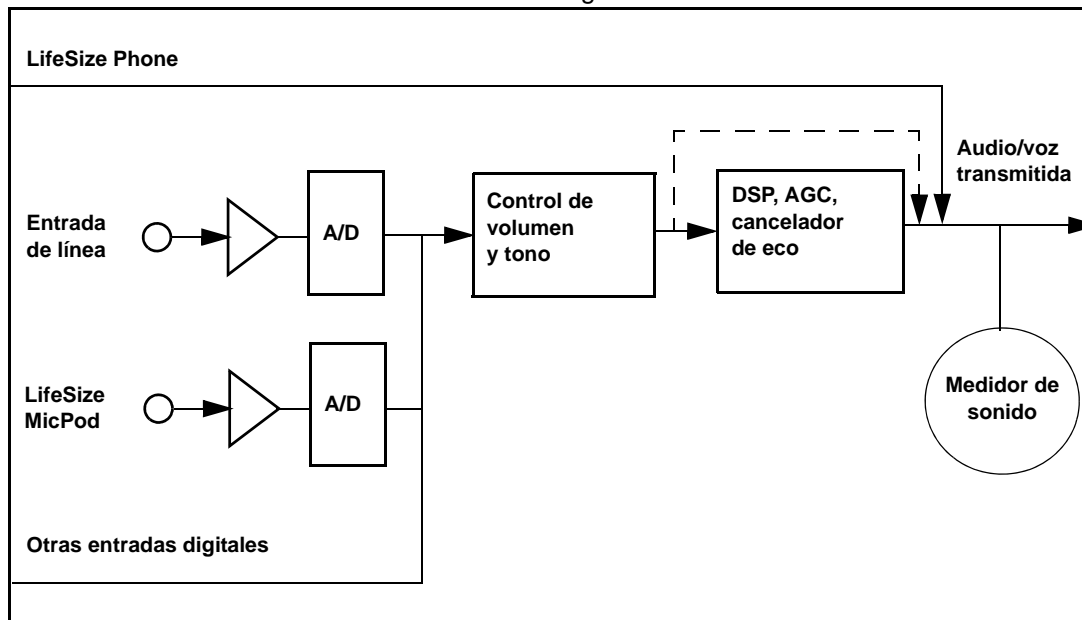 LifeSize Phone
Audio/voz
transmitida
Entrada
de línea
A/D
Control de
volumen
y tono
DSP, AGC,
cancelador
de eco
LifeSize
MicPod
A/D
Medidor de
sonido
Otras entradas digitales